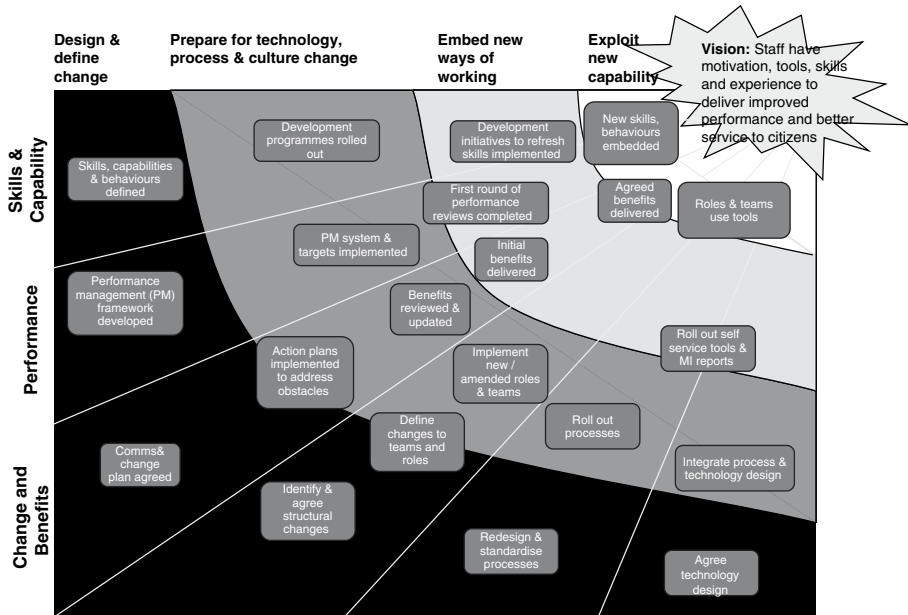 Design &
define
change
Prepare for technology,
process & culture change
Embed new
ways of
working
Exploit
new
capability
Vision: Staff have
motivation, tools, skills
and experience to
deliver improved
performance and better
service to citizens
Skills &
Capability
Performance
Change and
Benefits
Skills, capabilities
& behaviours
defined
Development
programmes rolled
out
Development
initiatives to refresh
skills implemented
New skills,
behaviours
embedded
First round of
performance
reviews completed
Agreed
benefits
delivered
Roles & teams
use tools
PM system &
targets implemented
Initial
benefits
delivered
Performance
management (PM)
framework
developed
Benefits
reviewed &
updated
Action plans
implemented
to address
obstacles
Implement
new /
amended roles
& teams
Roll out self
service tools &
MI reports
Define
changes to
teams and
roles
Roll out
processes
Comms&
change
plan agreed
Integrate process &
technology design
Identify &
agree
structural
changes
Redesign &
standardise
processes
Agree
technology
design